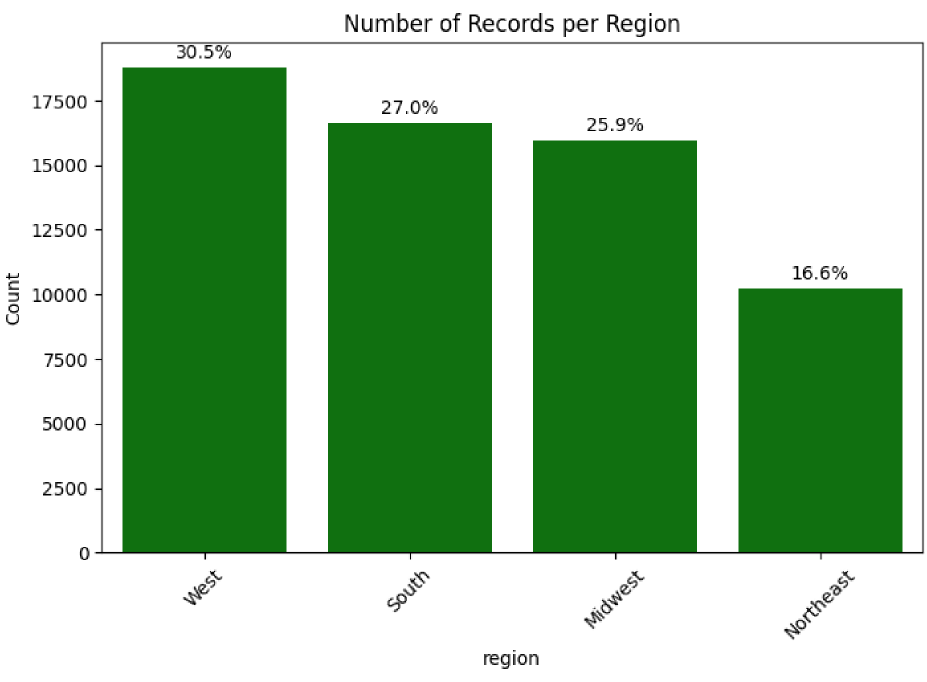 Number of Records per Region
30.5%
27.0%
25.9%
16.6%
17500
15000
12500
10000
7500
5000
2500
0
Count
West
South
Midwest
Northeast
region